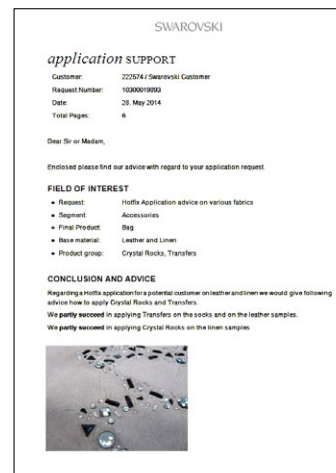 SWAROVSKI
application SUPPORT
Customer: 222574 / Swarovski Customer
Request Number: 10300019093
Date: 28. May 2014
Total Pages: 6
Dear Sir or Madam,
Enclosed please find our advice with regard to your application request.
FIELD OF INTEREST
• Request: Hotfix Application advice on various fabrics
• Segment: Accessories
• Final Product: Bag
• Base material: Leather and Linen
• Product group: Crystal Rocks, Transfers
CONCLUSION AND ADVICE
Regarding a Hotfix application for a potential customer on leather and linen we would give following
advice how to apply Crystal Rocks and Transfers.
We partly succeed in applying Transfers on the socks and on the leather samples.
We partly succeed in applying Crystal Rocks on the linen samples